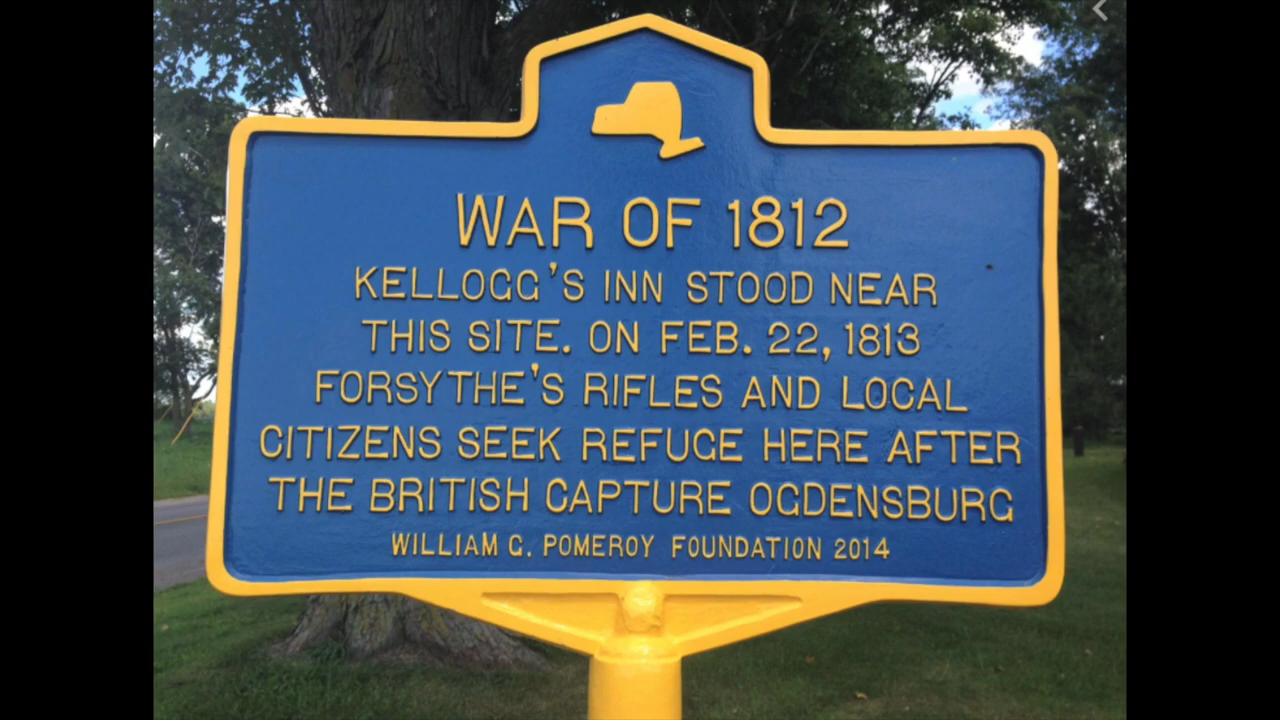 WAR OF 1812
KELLOGG'S INN STOOD NEAR
THIS SITE. ON FEB. 22, 1813
FORSYTHE'S RIFLES AND LOCAL
CITIZENS SEEK REFUGE HERE AFTER
THE BRITISH CAPTURE OGDENSBURG
WILLIAM G. POMEROY FOUNDATION 2014